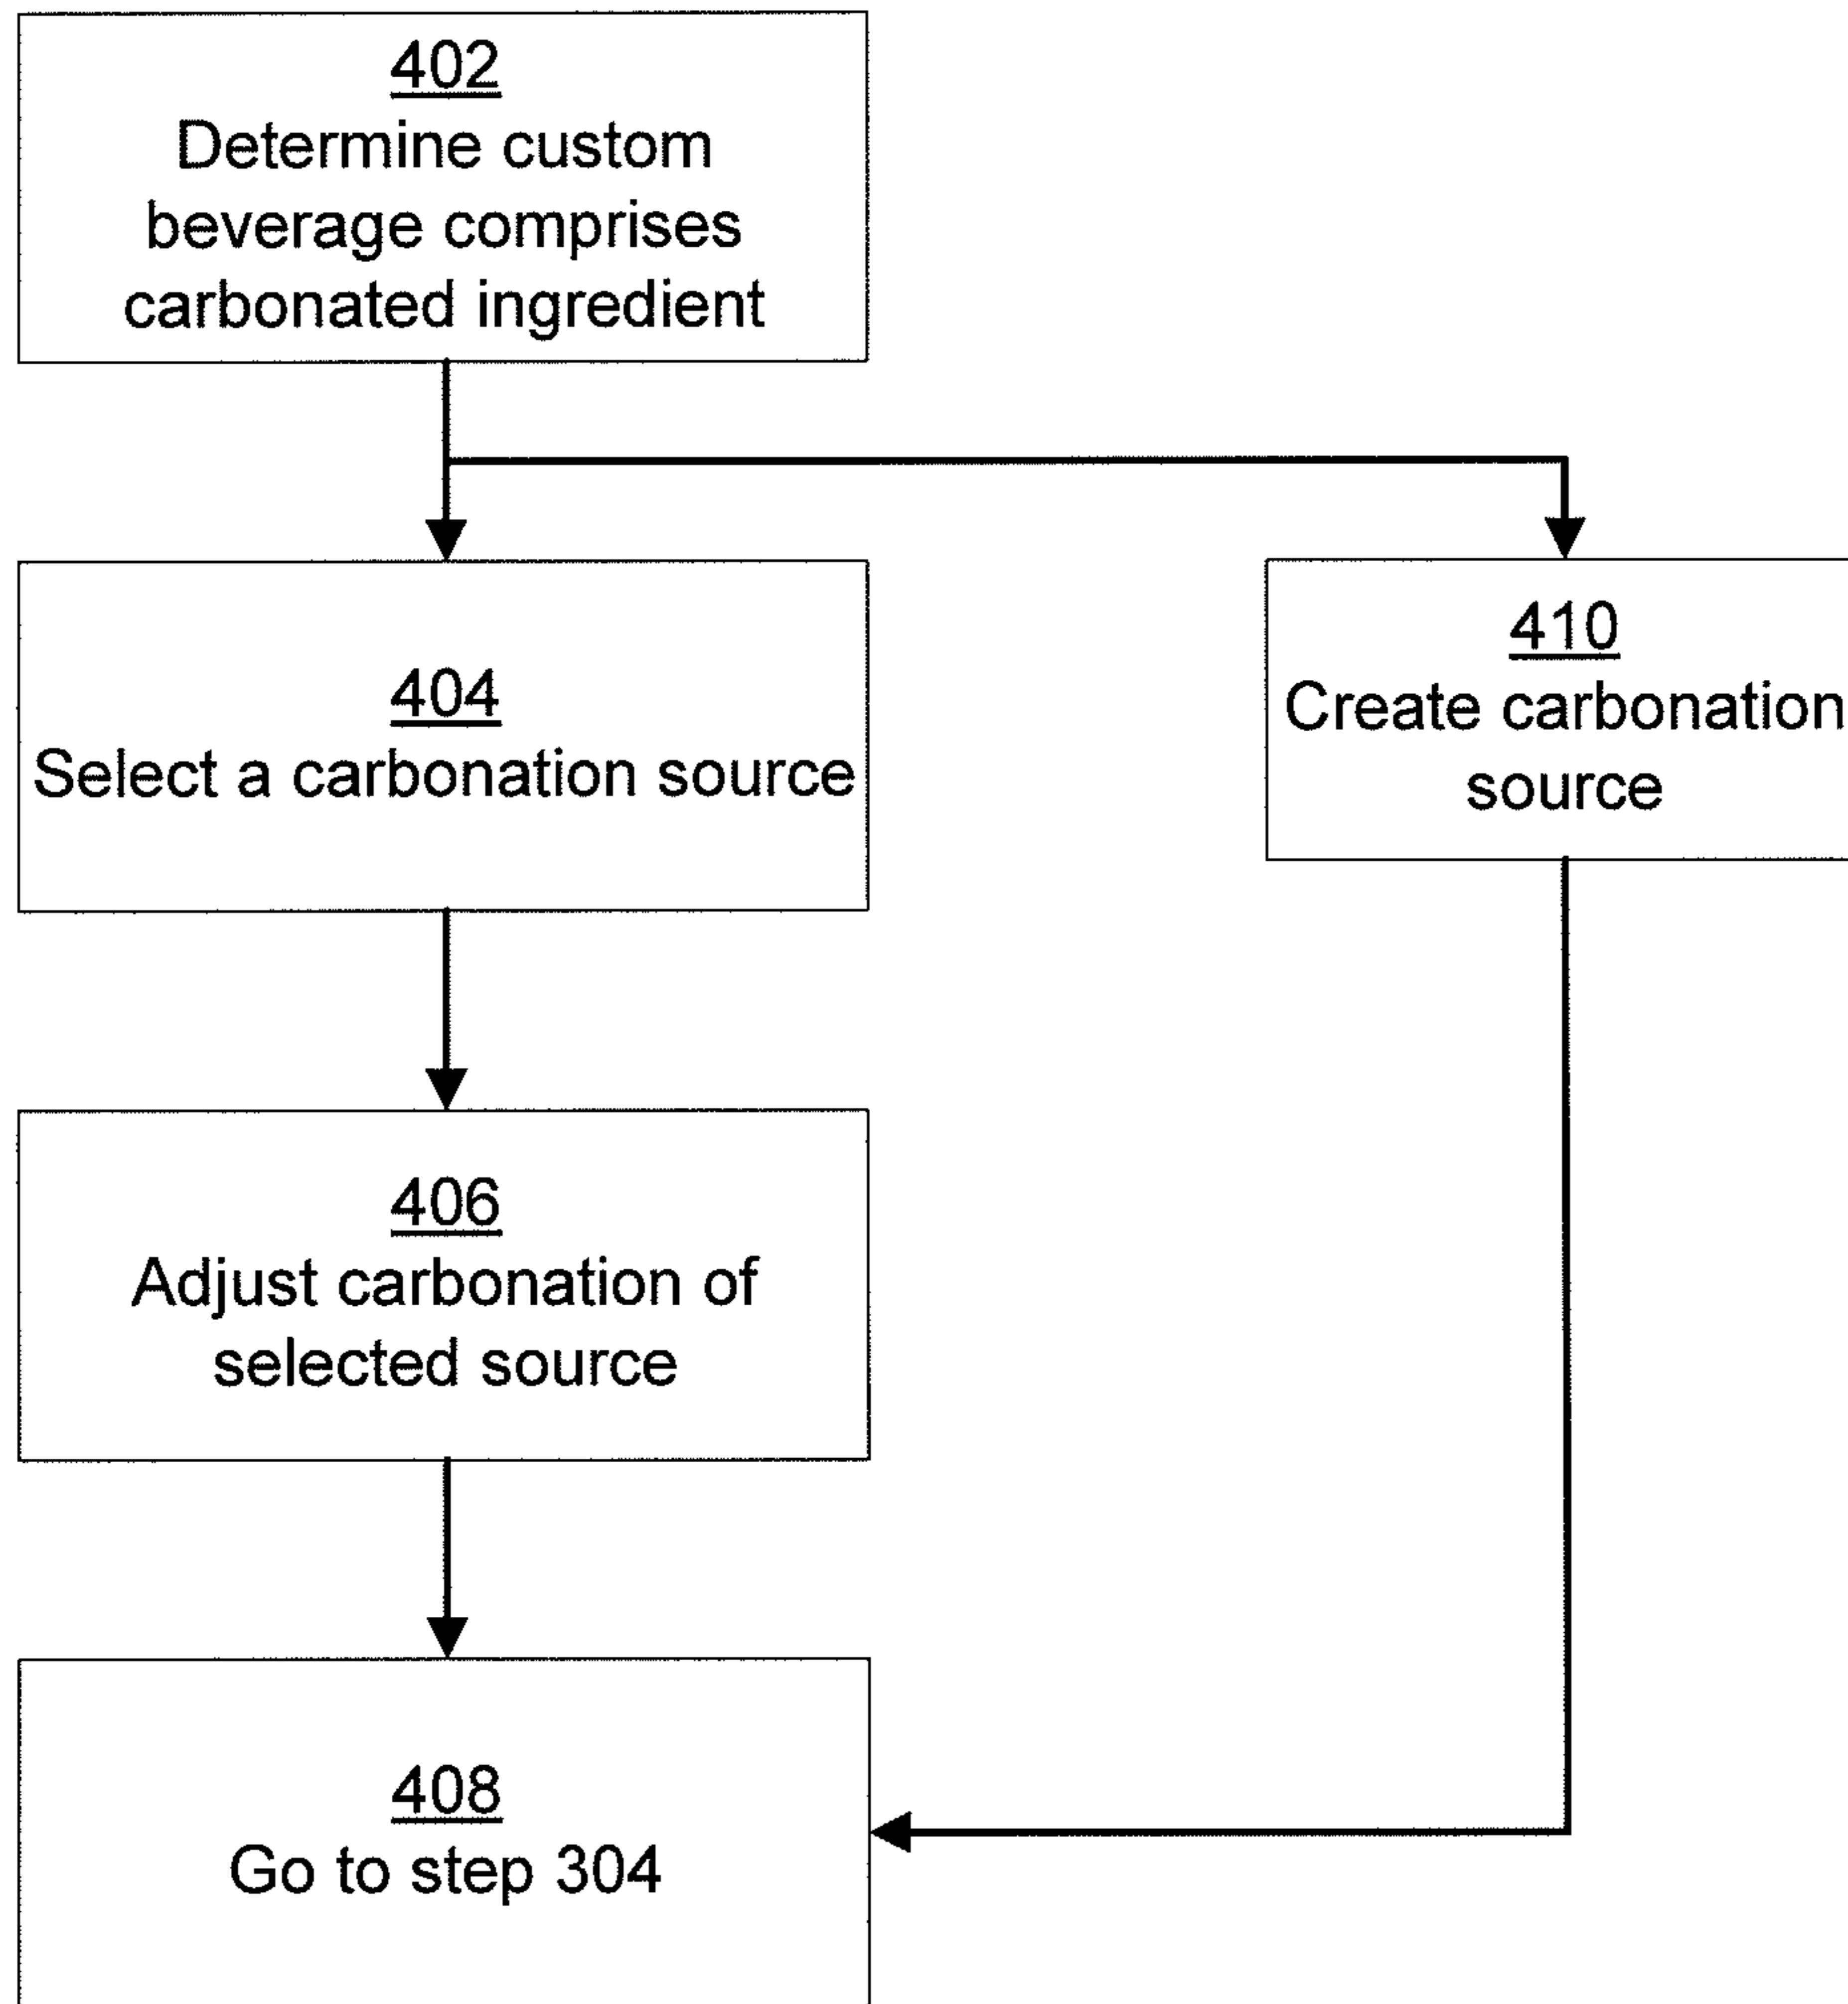 402
Determine custom
beverage comprises
carbonated ingredient
404
Select a carbonation source
410
Create carbonation
source
406
Adjust carbonation of
selected source
408
Go to step 304